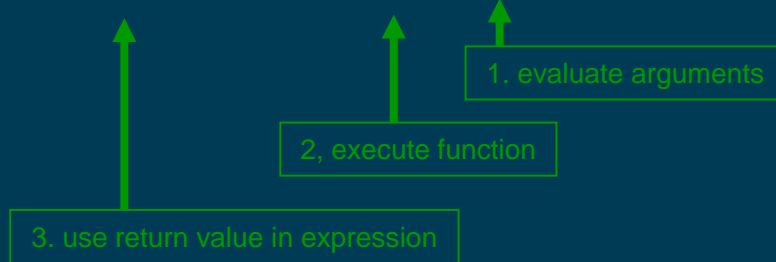 1. evaluate arguments
2, execute function
3. use return value in expression